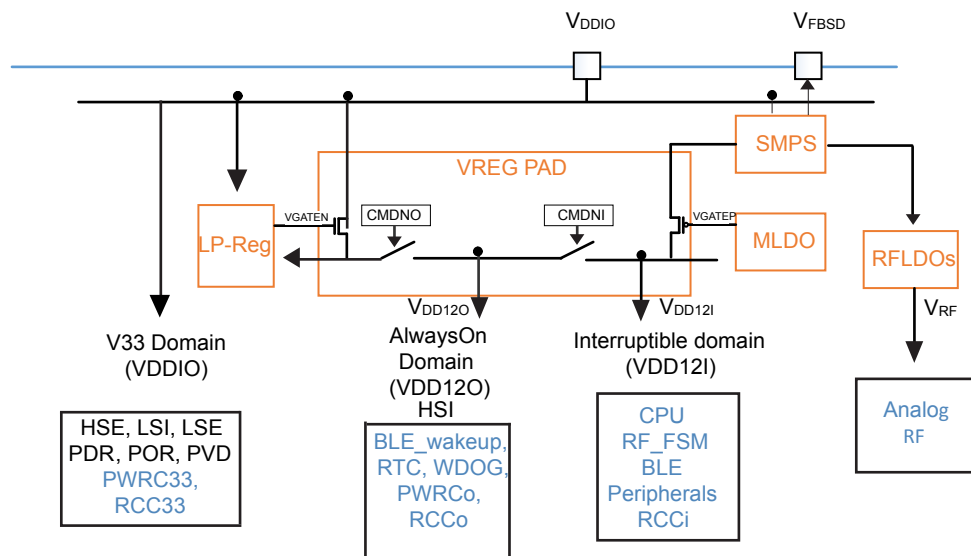 VDDIO
VFBSD
SMPS
VREG PAD
CMDNO
CMDNI
VGATEN
VGATEP
LP-Reg
MLDO
RFLDOs
VDD12O
VDD12I
VRF
V33 Domain
(VDDIO)
AlwaysOn
Domain
(VDD12O)
HSI
Interruptible domain
(VDD12I)
HSE, LSI, LSE
PDR, POR, PVD
PWRC33,
RCC33
BLE_wakeup,
RTC, WDOG,
PWRCo,
RCCo
CPU
RF_FSM
BLE
Peripherals
RCCi
Analog
RF